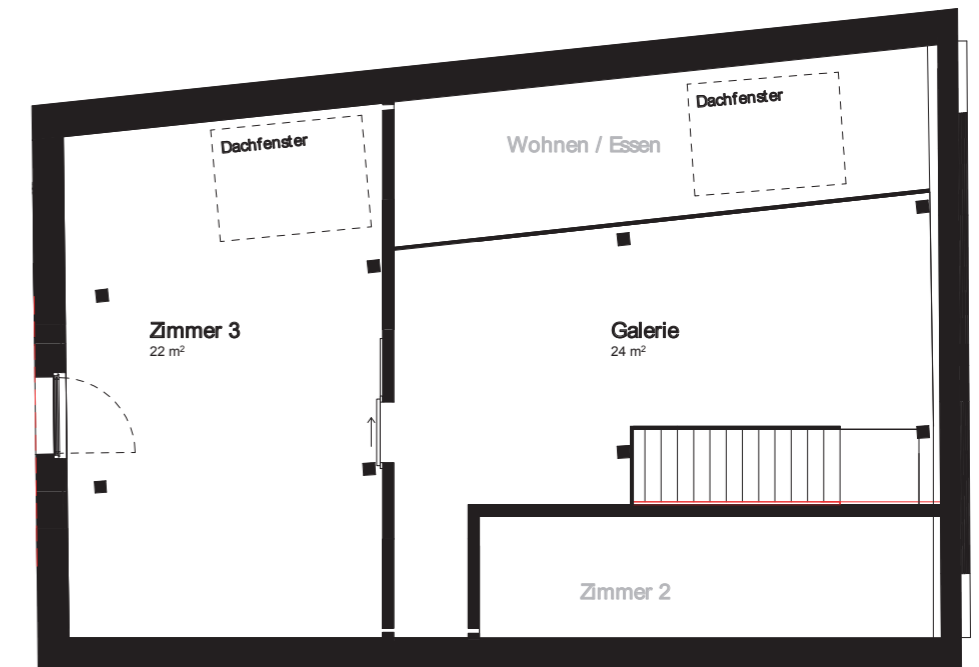 Dachfenster
Wohnen / Essen
Dachfenster
Zimmer 3
22 m²
Galerie
24 m²
Zimmer 2